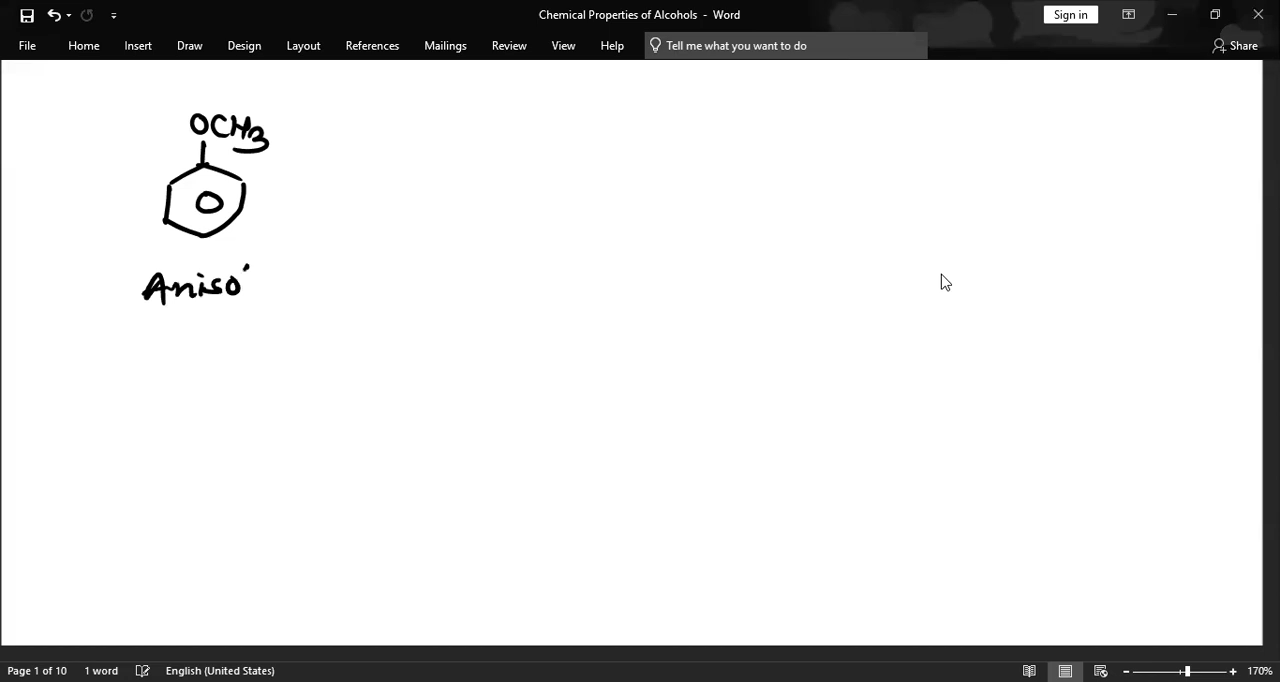 Chemical Properties of Alcohols - Word
Sign in
File Home Insert Draw Design Layout References Mailings Review View Help Tell me what you want to do Share
OCH3
Aniso
Page 1 of 10 1 word English (United States) 170%